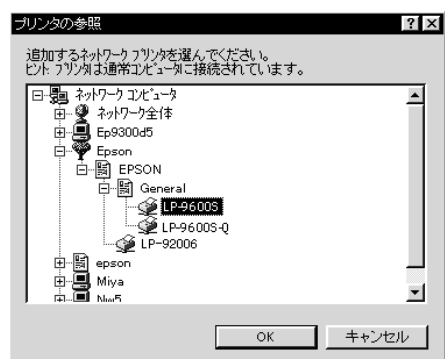 プリンタの参照
追加するネットワーク プリンタを選んでください。
ヒント: プリンタは通常コンピュータに接続されています。
ネットワーク コンピュータ
ネットワーク全体
Ep9300d5
Epson
EPSON
General
LP-9600S
LP-9600S-Q
LP-92006
epson
Miya
Nw5
OK
キャンセル